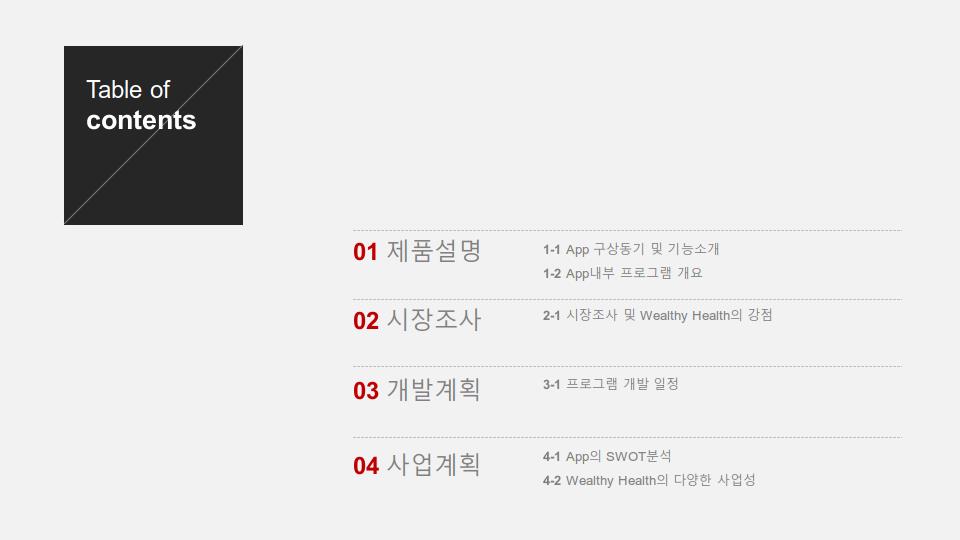 Table of
contents
01 제품설명
1-1 App 구상동기 및 기능소개
1-2 App내부 프로그램 개요
02 시장조사
2-1 시장조사 및 Wealthy Health의 강점
03 개발계획
3-1 프로그램 개발 일정
04 사업계획
4-1 App의 SWOT분석
4-2 Wealthy Health의 다양한 사업성